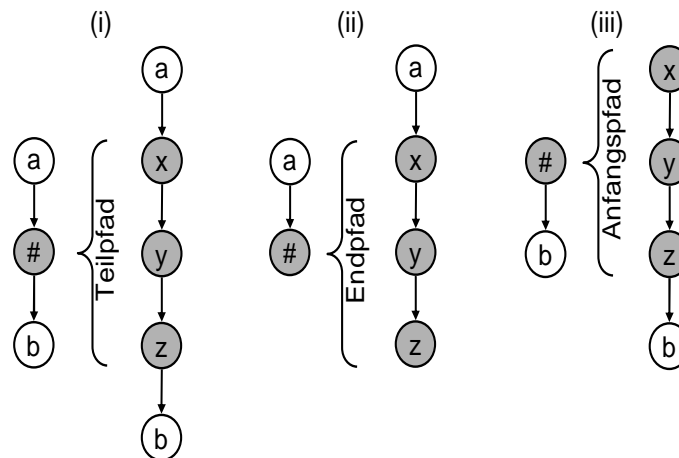 (i)
a
#
b
Teilpfad
a
x
y
z
b
(ii)
a
#
Endpfad
a
x
y
z
(iii)
#
b
Anfangspfad
x
y
z
b